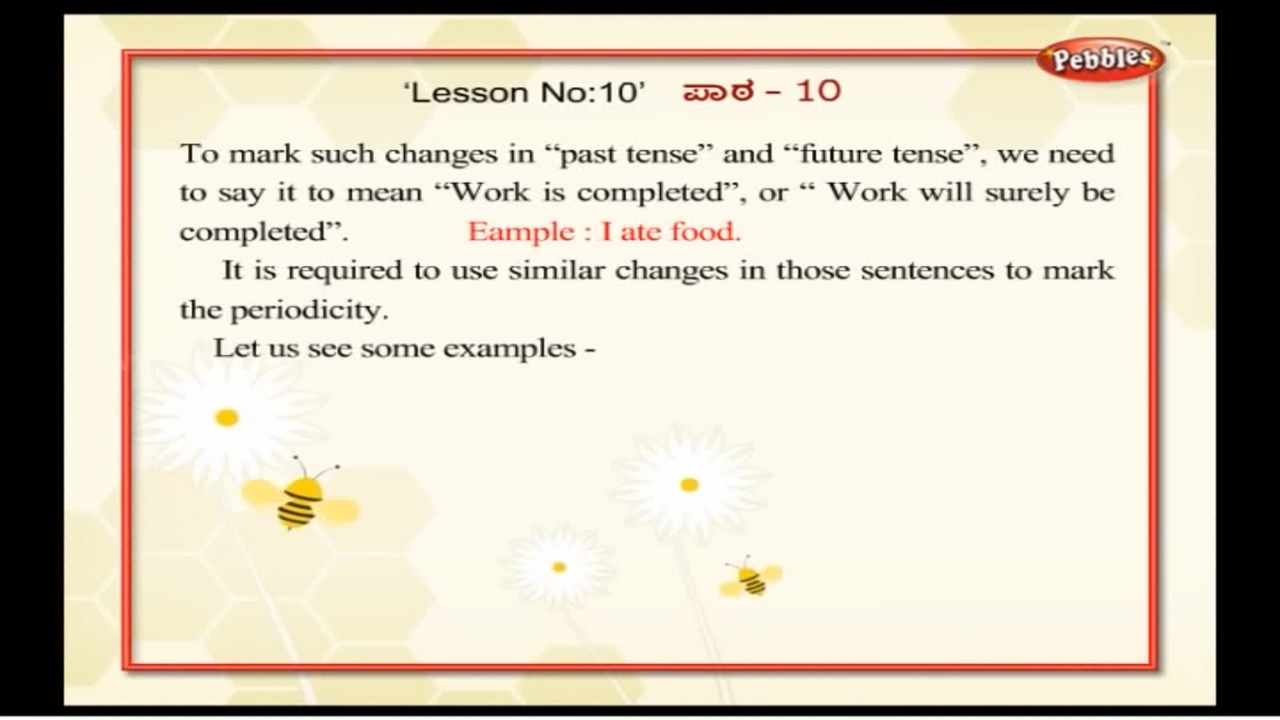 Pebbles™
‘Lesson No:10’ ಪಾಠ – 10
To mark such changes in “past tense” and “future tense”, we need
to say it to mean “Work is completed”, or “ Work will surely be
completed”. Eample : I ate food.
It is required to use similar changes in those sentences to mark
the periodicity.
Let us see some examples -